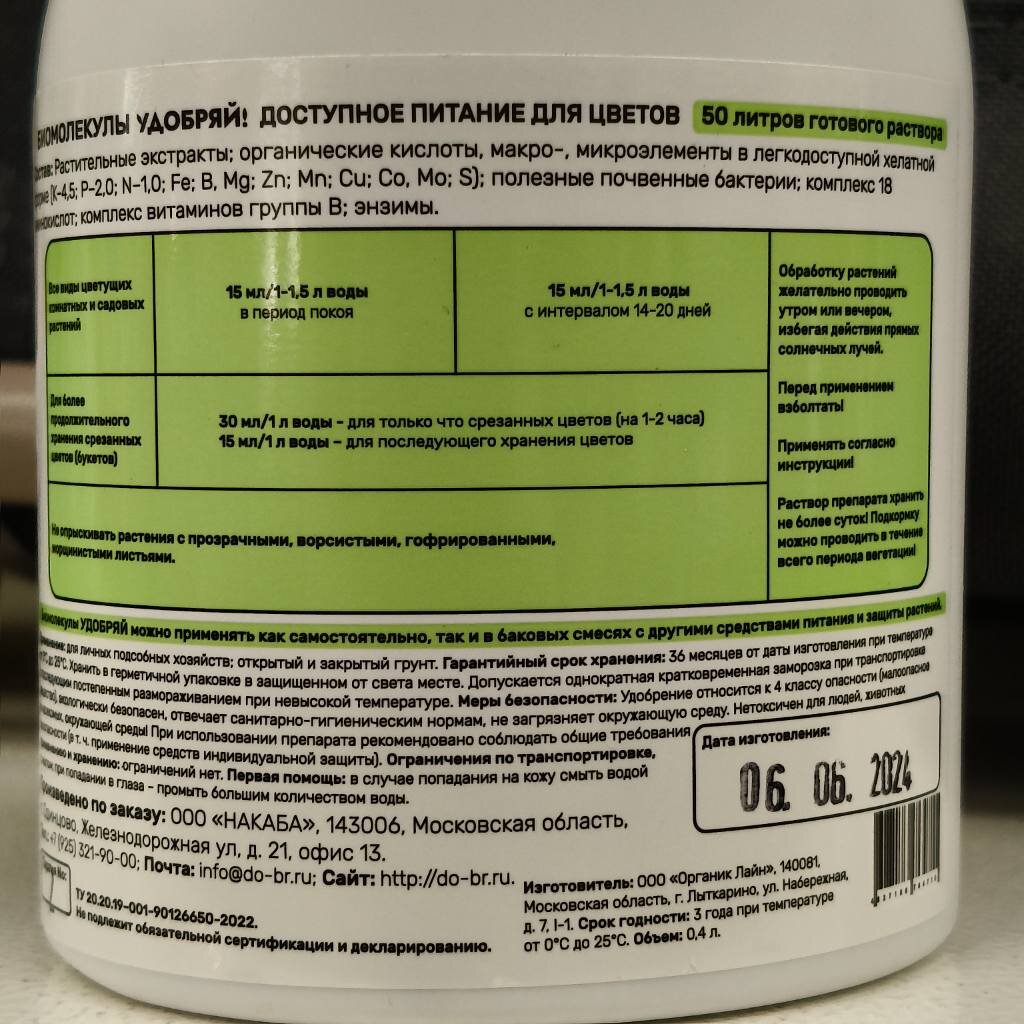 БИОМОЛЕКУЛЫ УДОБРЯЙ! ДОСТУПНОЕ ПИТАНИЕ ДЛЯ ЦВЕТОВ 50 литров готового раствора
Растительные экстракты; органические кислоты, макро-, микроэлементы в легкодоступной хелатной
(K-4,5; P-2,0; N-1,0; Fe; B, Mg; Zn; Mn; Cu; Co, Mo; S); полезные почвенные бактерии; комплекс 18
комплекс витаминов группы B; энзимы.
Все виды цветущих
комнатных и садовых
растений
15 мл/1-1,5 л воды
в период покоя
15 мл/1-1,5 л воды
с интервалом 14-20 дней
Обработку растений
желательно проводить
утром или вечером,
избегая действия прямых
солнечных лучей.
Перед применением
взболтать!
Применять согласно
инструкции!
Раствор препарата хранить
не более суток! Подкормку
можно проводить в течение
всего периода вегетации!
Для более
продолжительного
хранения срезанных
цветов (букетов)
30 мл/1 л воды – для только что срезанных цветов (на 1-2 часа)
15 мл/1 л воды – для последующего хранения цветов
Не опрыскивать растения с прозрачными, ворсистыми, гофрированными,
морщинистыми листьями.
Биомолекулы УДОБРЯЙ можно применять как самостоятельно, так и в баковых смесях с другими средствами питания и защиты растений.
для личных подсобных хозяйств; открытый и закрытый грунт. Гарантийный срок хранения: 36 месяцев от даты изготовления при температуре
до 25°С. Хранить в герметичной упаковке в защищенном от света месте. Допускается однократная кратковременная заморозка при транспортировке
постепенным размораживанием при невысокой температуре. Меры безопасности: Удобрение относится к 4 классу опасности (малоопасное
экологически безопасен, отвечает санитарно-гигиеническим нормам, не загрязняет окружающую среду. Нетоксичен для людей, животных
окружающей среды! При использовании препарата рекомендовано соблюдать общие требования
(в т. ч. применение средств индивидуальной защиты). Ограничения по транспортировке,
и хранению: ограничений нет. Первая помощь: в случае попадания на кожу смыть водой
при попадании в глаза – промыть большим количеством воды.
Дата изготовления:
06. 06. 2024
Произведено по заказу: ООО «НАКАБА», 143006, Московская область,
Одинцово, Железнодорожная ул, д. 21, офис 13.
+7 (925) 321-90-00; Почта: info@do-br.ru; Сайт: http://do-br.ru.
No:
ТУ 20.20.19-001-90126650-2022.
Не подлежит обязательной сертификации и декларированию.
Изготовитель: ООО «Органик Лайн», 140081,
Московская область, г. Лыткарино, ул. Набережная,
д. 7, I-1. Срок годности: 3 года при температуре
от 0°С до 25°С. Объем: 0,4 л.